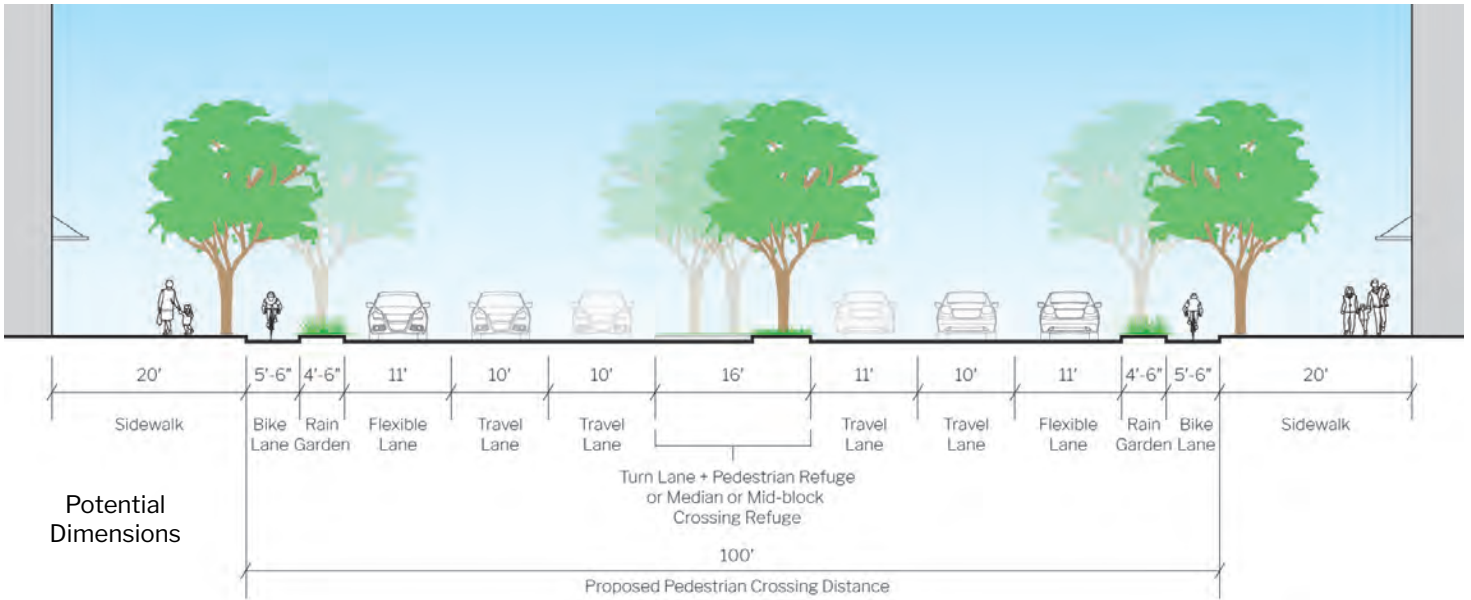 20' 5'-6" 4'-6" 11' 10' 10' 16' 11' 10' 11' 4'-6" 5'-6" 20'
Sidewalk
Bike
Lane
Rain
Garden
Flexible
Lane
Travel
Lane
Travel
Lane
Turn Lane + Pedestrian Refuge
or Median or Mid-block
Crossing Refuge
Travel
Lane
Travel
Lane
Flexible
Lane
Rain
Garden
Bike
Lane
Sidewalk
Potential
Dimensions
100'
Proposed Pedestrian Crossing Distance